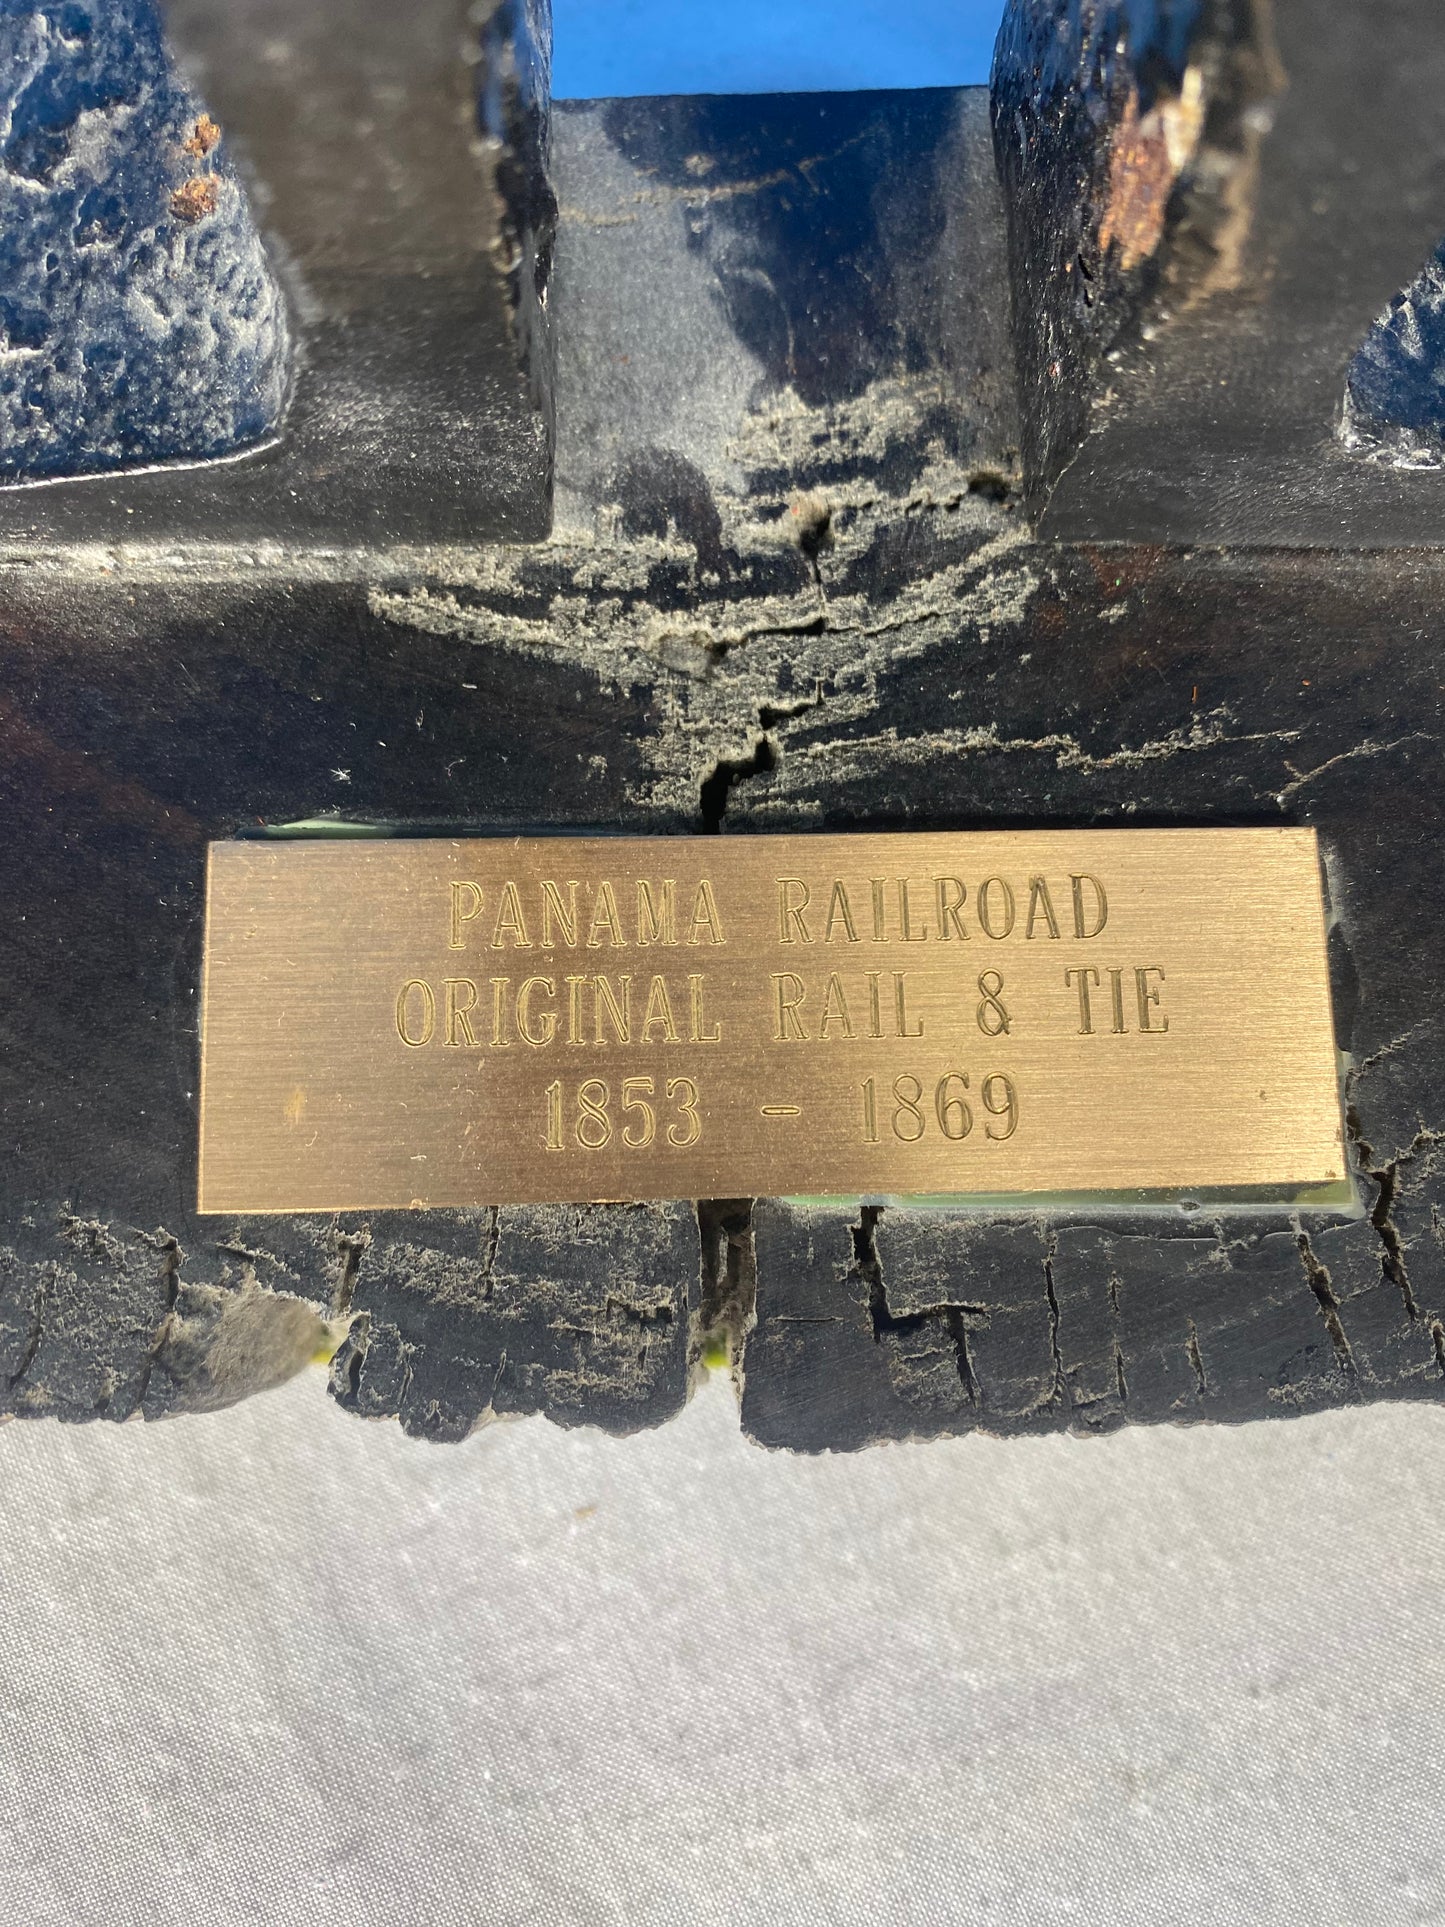 PANAMA RAILROAD
ORIGINAL RAIL & TIE
1853 - 1869